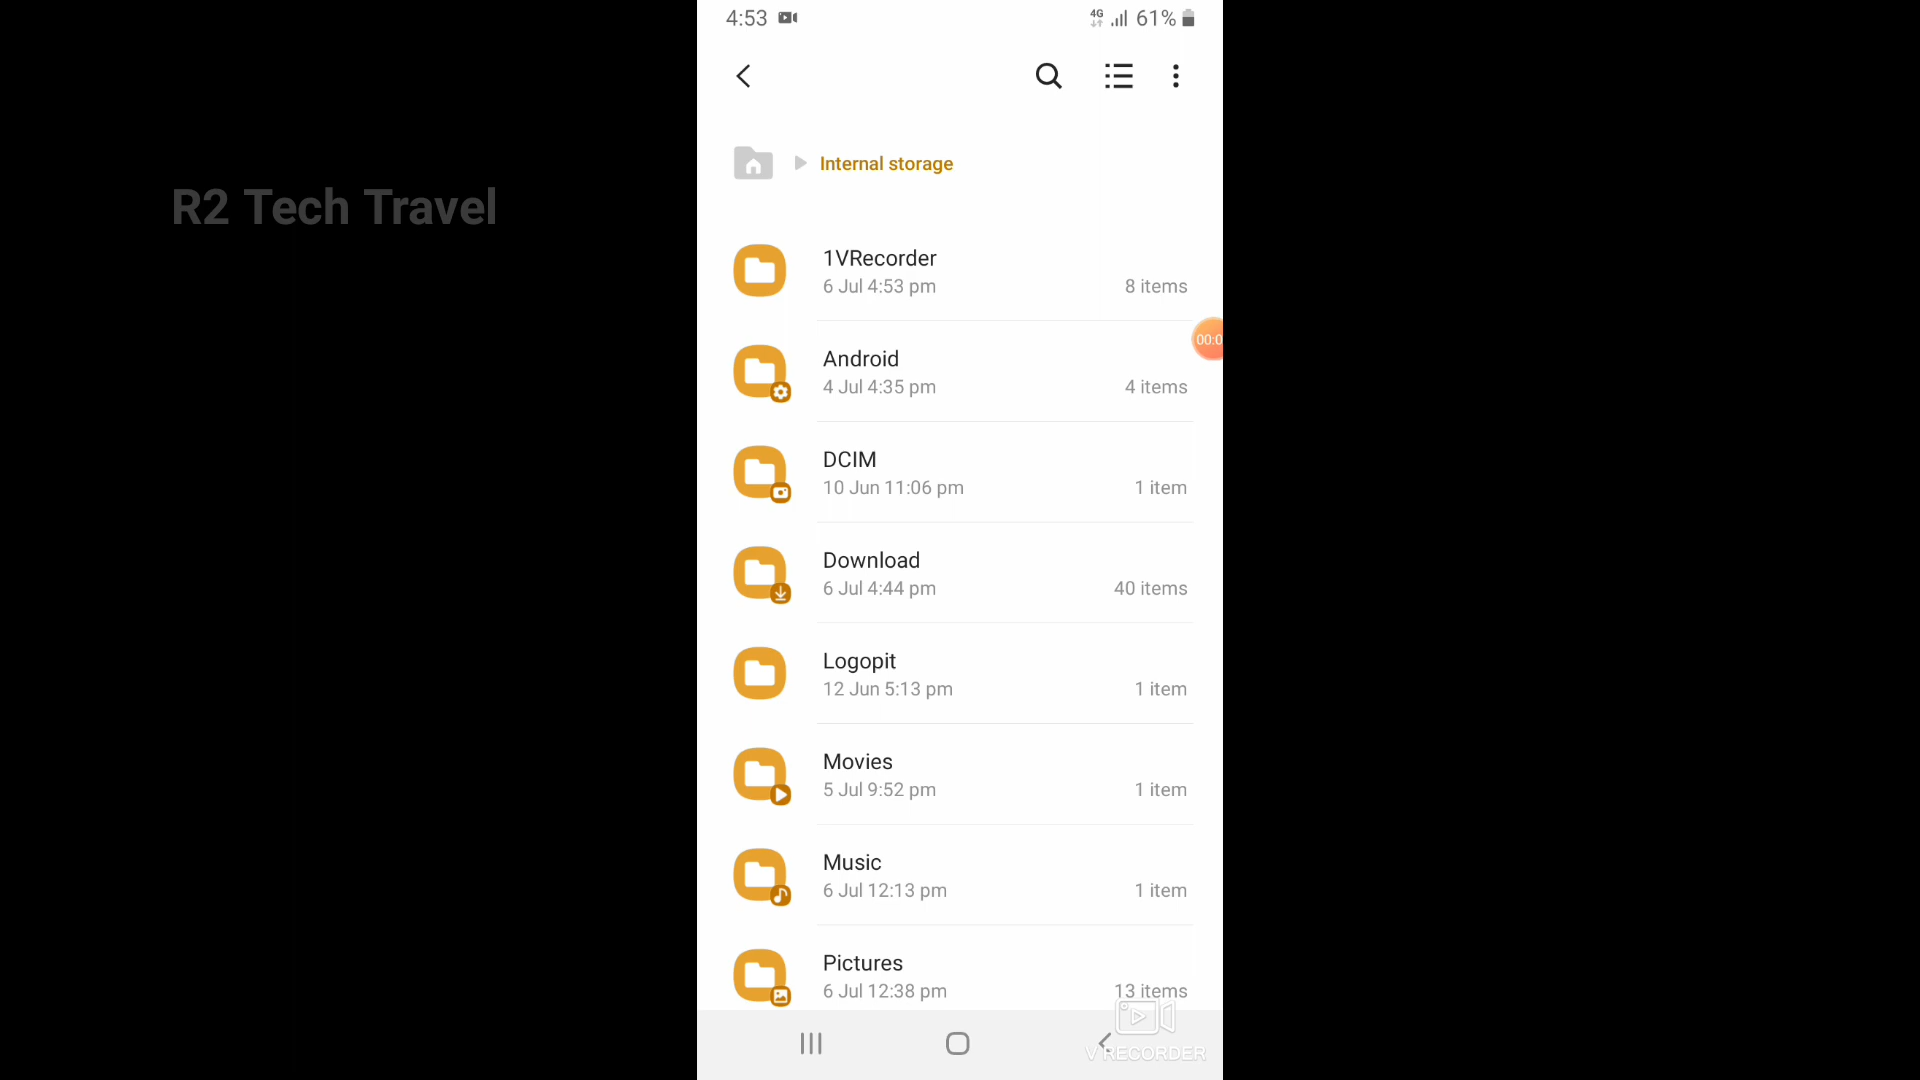 4:53
4G 61%
Internal storage
R2 Tech Travel
1VRecorder
6 Jul 4:53 pm 8 items
00:0
Android
4 Jul 4:35 pm 4 items
DCIM
10 Jun 11:06 pm 1 item
Download
6 Jul 4:44 pm 40 items
Logopit
12 Jun 5:13 pm 1 item
Movies
5 Jul 9:52 pm 1 item
Music
6 Jul 12:13 pm 1 item
Pictures
6 Jul 12:38 pm 13 items
V RECORDER